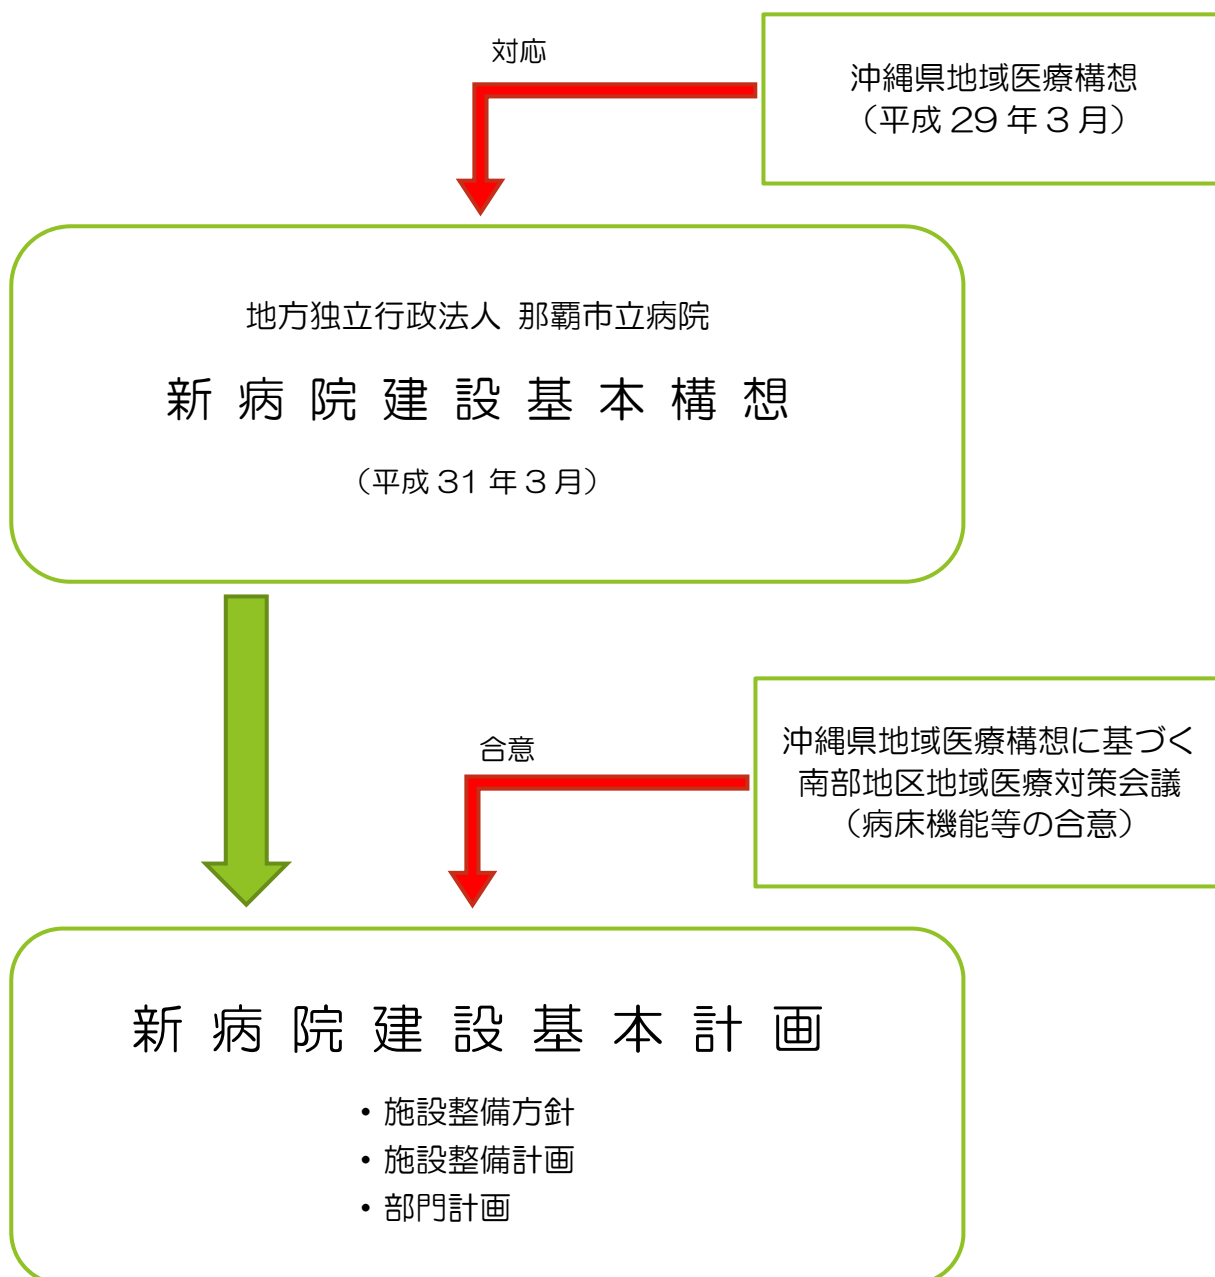 対応
沖縄県地域医療構想
（平成 29 年 3 月）
地方独立行政法人 那覇市立病院
新病院建設基本構想
（平成 31 年 3 月）
合意
沖縄県地域医療構想に基づく
南部地区地域医療対策会議
（病床機能等の合意）
新病院建設基本計画
・施設整備方針
・施設整備計画
・部門計画